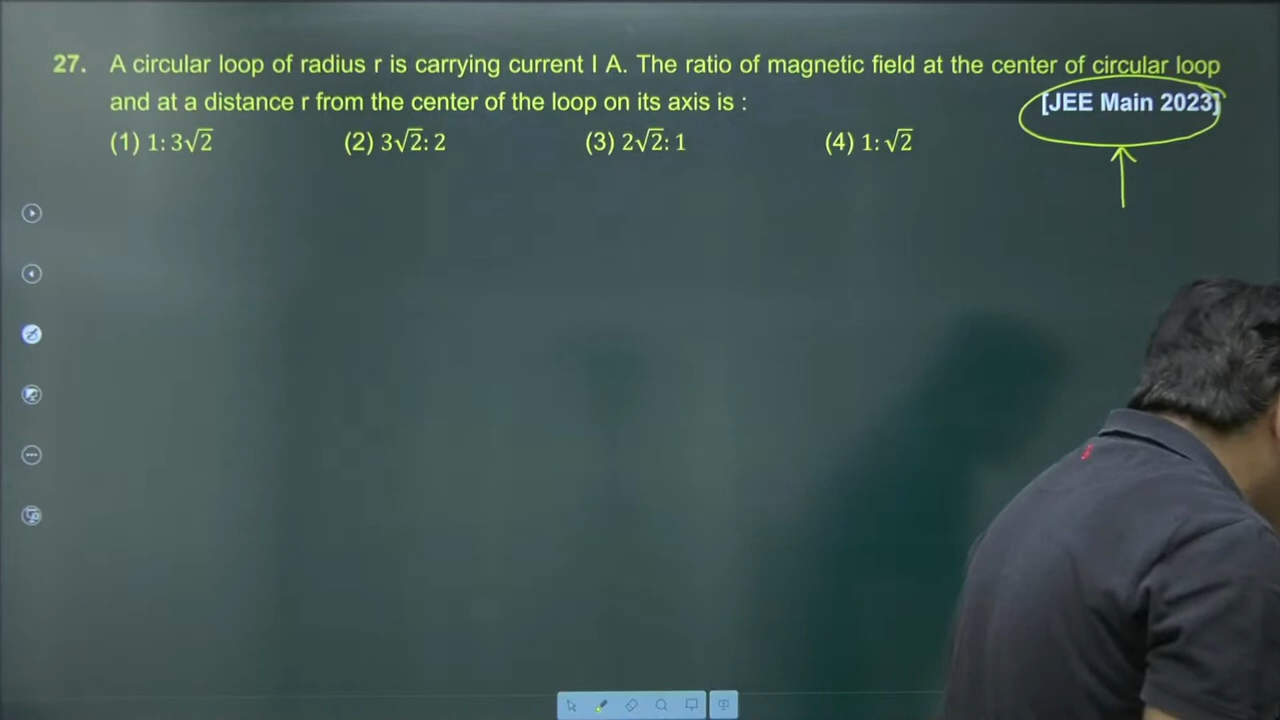 27. A circular loop of radius r is carrying current I A. The ratio of magnetic field at the center of circular loop
and at a distance r from the center of the loop on its axis is : [JEE Main 2023]
(1) 1: 3√2 (2) 3√2: 2 (3) 2√2: 1 (4) 1: √2